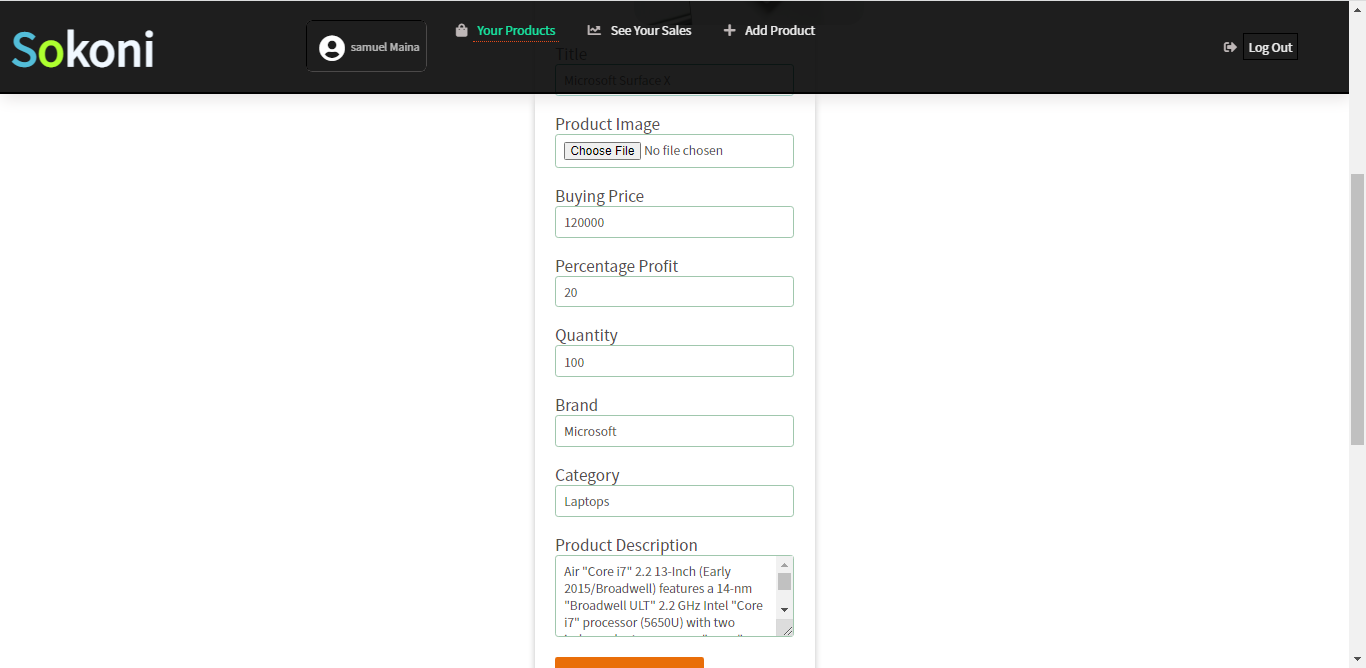 Sokoni
samuel Maina
Your Products
See Your Sales
Add Product
Log Out
Title
Microsoft Surface X
Product Image
Choose File No file chosen
Buying Price
120000
Percentage Profit
20
Quantity
100
Brand
Microsoft
Category
Laptops
Product Description
Air "Core i7" 2.2 13-Inch (Early
2015/Broadwell) features a 14-nm
"Broadwell ULT" 2.2 GHz Intel "Core
i7" processor (5650U) with two